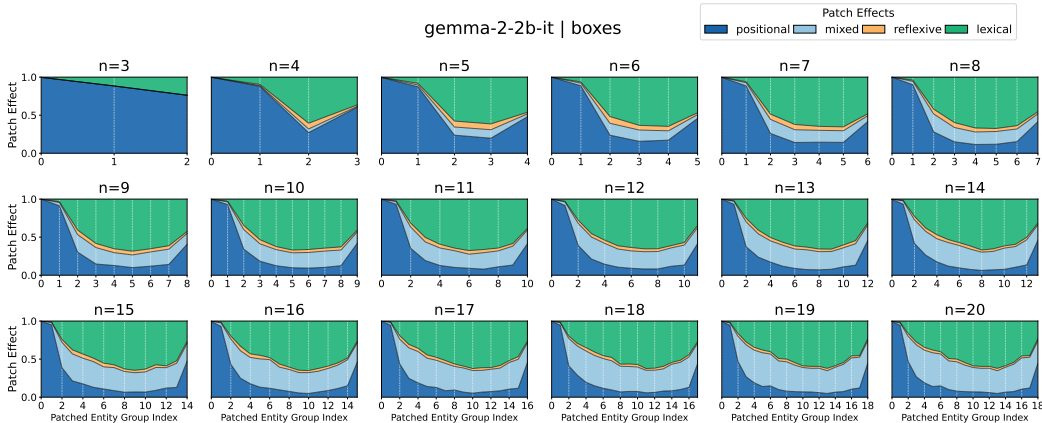 gemma-2-2b-it | boxes
Patch Effects
positional mixed reflexive lexical
n=3 n=4 n=5 n=6 n=7 n=8
Patch Effect
1.0
0.5
0.0
0 1 2
0 1 2 3
0 1 2 3 4
0 1 2 3 4 5
0 1 2 3 4 5 6
0 1 2 3 4 5 6 7
n=9 n=10 n=11 n=12 n=13 n=14
Patch Effect
1.0
0.5
0.0
0 1 2 3 4 5 6 7 8
0 1 2 3 4 5 6 7 8 9
0 2 4 6 8 10
0 2 4 6 8 10
0 2 4 6 8 10 12
0 2 4 6 8 10 12
n=15 n=16 n=17 n=18 n=19 n=20
Patch Effect
1.0
0.5
0.0
0 2 4 6 8 10 12 14
0 2 4 6 8 10 12 14
0 2 4 6 8 10 12 14 16
0 2 4 6 8 10 12 14 16
0 2 4 6 8 10 12 14 16 18
0 2 4 6 8 10 12 14 16 18
Patched Entity Group Index Patched Entity Group Index Patched Entity Group Index Patched Entity Group Index Patched Entity Group Index Patched Entity Group Index